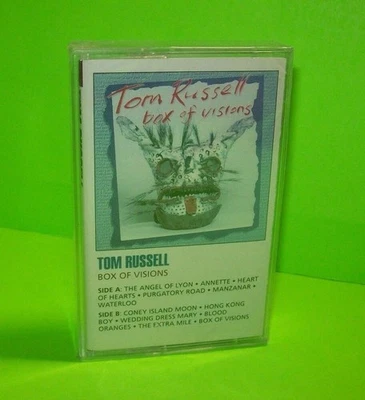 Tom Russell
box of visions
TOM RUSSELL
BOX OF VISIONS
SIDE A: THE ANGEL OF LYON • ANNETTE • HEART
OF HEARTS • PURGATORY ROAD • MANZANAR •
WATERLOO
SIDE B: CONEY ISLAND MOON • HONG KONG
BOY • WEDDING DRESS MARY • BLOOD
ORANGES • THE EXTRA MILE • BOX OF VISIONS